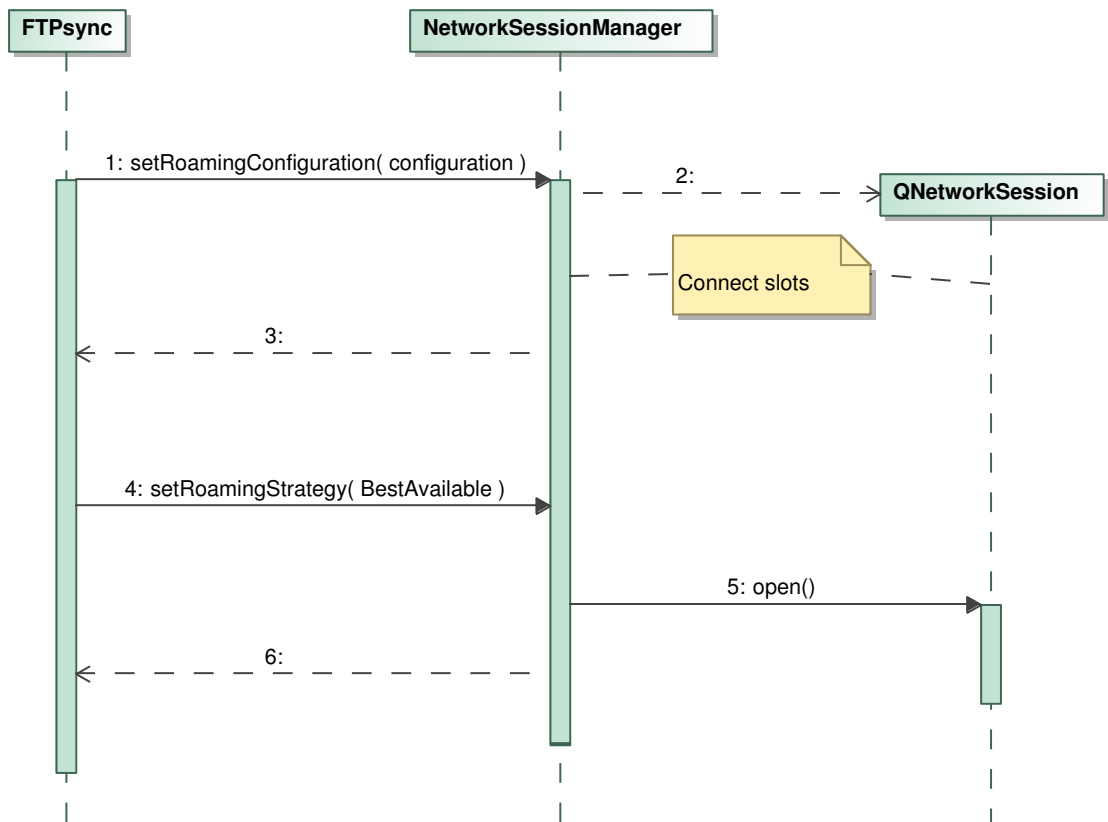 FTPsync
NetworkSessionManager
1: setRoamingConfiguration( configuration )
2:
QNetworkSession
Connect slots
3:
4: setRoamingStrategy( BestAvailable )
5: open()
6: